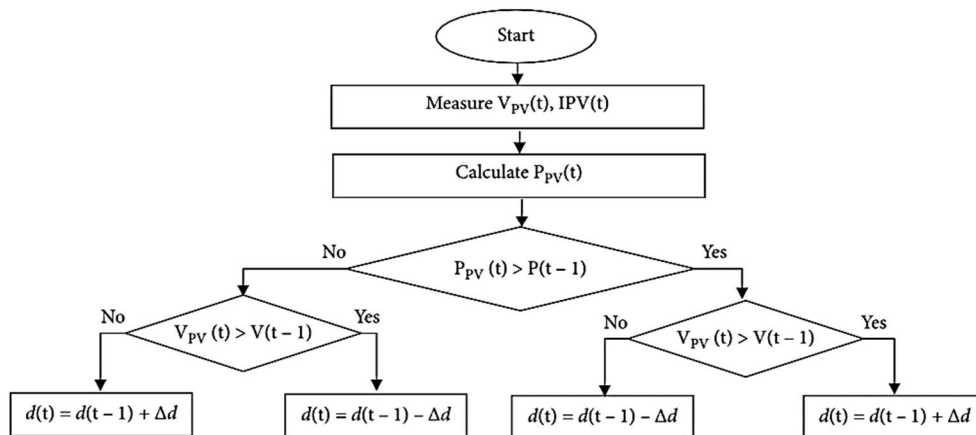 Start
Measure V_PV(t), IPV(t)
Calculate P_PV(t)
No
Yes
P_PV (t) > P(t − 1)
No
Yes
No
Yes
V_PV (t) > V(t − 1)
V_PV (t) > V(t − 1)
d(t) = d(t − 1) + Δd
d(t) = d(t − 1) − Δd
d(t) = d(t − 1) − Δd
d(t) = d(t − 1) + Δd